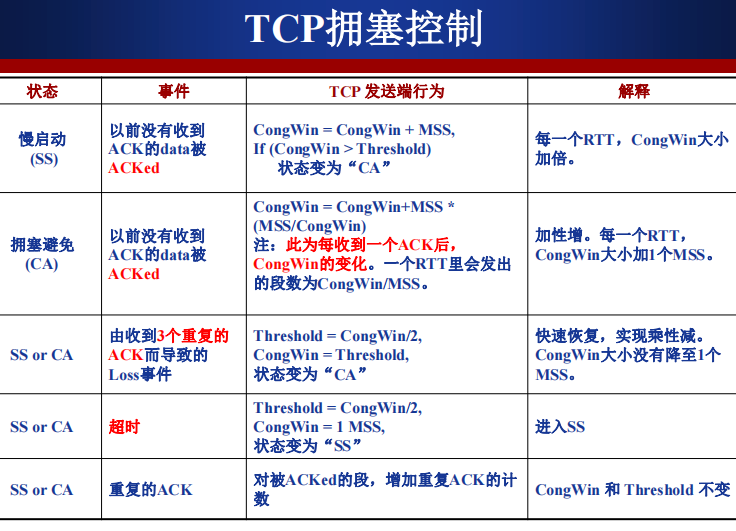 TCP拥塞控制
状态 事件 TCP 发送端行为 解释
慢启动
(SS)
以前没有收到
ACK的data被
ACKed
CongWin = CongWin + MSS,
If (CongWin > Threshold)
状态变为“CA”
每一个RTT，CongWin大小
加倍。
拥塞避免
(CA)
以前没有收到
ACK的data被
ACKed
CongWin = CongWin+MSS *
(MSS/CongWin)
注：此为每收到一个ACK后，
CongWin的变化。一个RTT里会发出
的段数为CongWin/MSS。
加性增。每一个RTT，
CongWin大小加1个MSS。
SS or CA
由收到3个重复的
ACK而导致的
Loss事件
Threshold = CongWin/2,
CongWin = Threshold,
状态变为“CA”
快速恢复，实现乘性减。
CongWin大小没有降至1个
MSS。
SS or CA
超时
Threshold = CongWin/2,
CongWin = 1 MSS,
状态变为“SS”
进入SS
SS or CA
重复的ACK
对被ACKed的段，增加重复ACK的计
数
CongWin 和 Threshold 不变